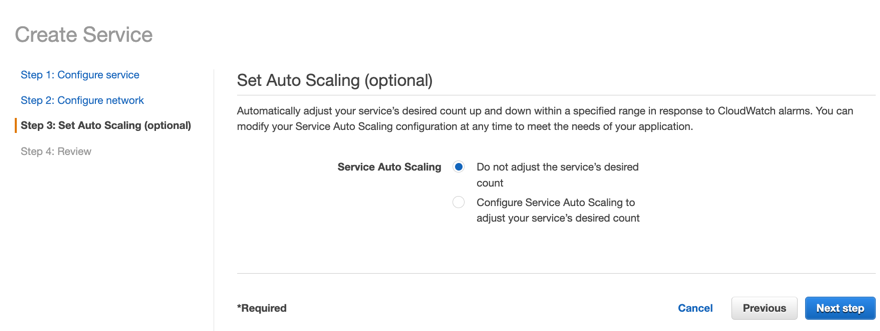 Create Service
Step 1: Configure service
Step 2: Configure network
Step 3: Set Auto Scaling (optional)
Step 4: Review
Set Auto Scaling (optional)
Automatically adjust your service’s desired count up and down within a specified range in response to CloudWatch alarms. You can
modify your Service Auto Scaling configuration at any time to meet the needs of your application.
Service Auto Scaling
Do not adjust the service’s desired
count
Configure Service Auto Scaling to
adjust your service’s desired count
*Required
Cancel
Previous
Next step